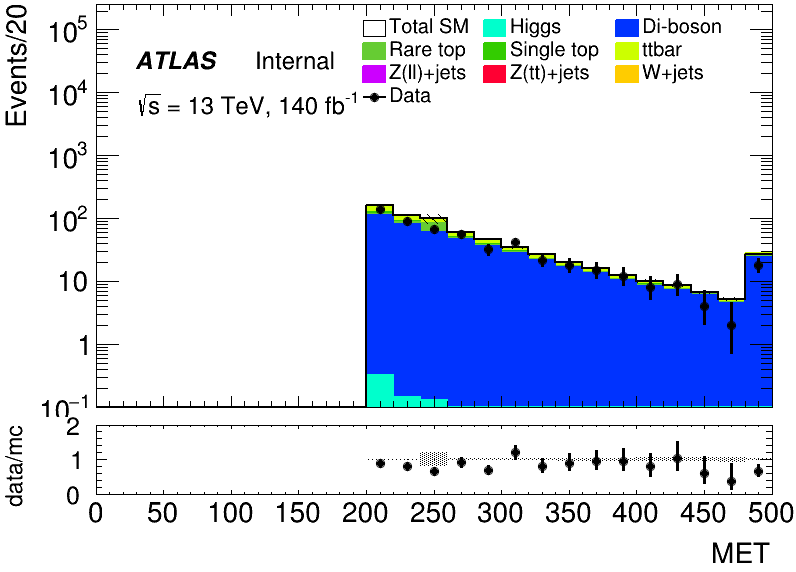 Events/20
10⁵
10⁴
10³
10²
10
1
10⁻¹
ATLAS Internal
√s = 13 TeV, 140 fb⁻¹
Total SM Higgs Di-boson
Rare top Single top ttbar
Z(ll)+jets Z(tt)+jets W+jets
Data
data/mc
2
1
0
0 50 100 150 200 250 300 350 400 450 500
MET